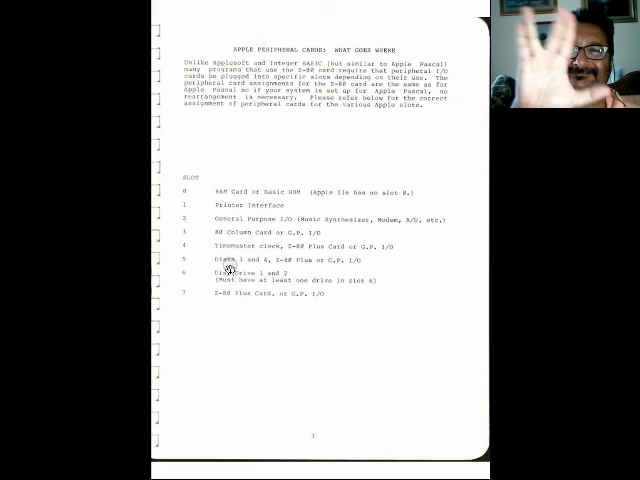 APPLE PERIPHERAL CARDS: WHAT GOES WHERE
Unlike Applesoft and Integer BASIC (but similar to Apple Pascal)
many programs that use the Z-80 card require that peripheral I/O
cards be plugged into specific slots depending on their use. The
peripheral card assignments for the Z-80 card are the same as for
Apple Pascal so if your system is set up for Apple Pascal, no
rearrangement is necessary. Please refer below for the correct
assignment of peripheral cards for the various Apple slots.
SLOT
0 RAM Card or Basic ROM (Apple IIe has no slot 0.)
1 Printer Interface
2 General Purpose I/O (Music Synthesizer, Modem, A/D, etc.)
3 80 Column Card or G.P. I/O
4 Timemaster clock, Z-80 Plus Card or G.P. I/O
5 Disks 3 and 4, Z-80 Plus or G.P. I/O
6 Disk Drive 1 and 2
(Must have at least one drive in Slot 6)
7 Z-80 Plus Card, or G.P. I/O
3